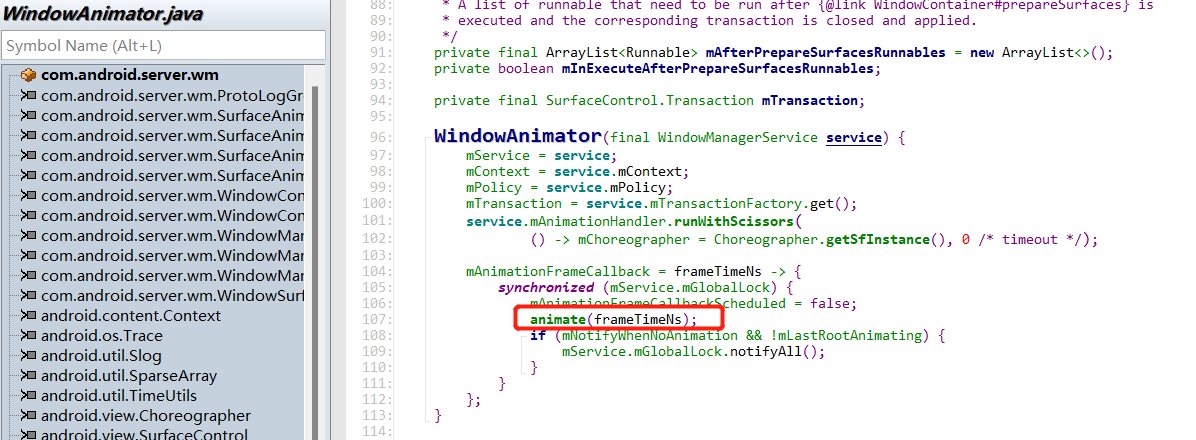 WindowAnimator.java
Symbol Name (Alt+L)
com.android.server.wm
com.android.server.wm.ProtoLogGr
com.android.server.wm.SurfaceAnim
com.android.server.wm.SurfaceAnim
com.android.server.wm.SurfaceAnim
com.android.server.wm.SurfaceAnim
com.android.server.wm.WindowCon
com.android.server.wm.WindowCon
com.android.server.wm.WindowMar
com.android.server.wm.WindowMar
com.android.server.wm.WindowMar
com.android.server.wm.WindowSurf
android.content.Context
android.os.Trace
android.util.Slog
android.util.SparseArray
android.util.TimeUtils
android.view.Choreographer
android.view.SurfaceControl
88: * A list of runnable that need to be run after {@link WindowContainer#prepareSurfaces} is
89: * executed and the corresponding transaction is closed and applied.
90: */
91: private final ArrayList<Runnable> mAfterPrepareSurfacesRunnables = new ArrayList<>();
92: private boolean mInExecuteAfterPrepareSurfacesRunnables;
93:
94: private final SurfaceControl.Transaction mTransaction;
95:
96: WindowAnimator(final WindowManagerService service) {
97: mService = service;
98: mContext = service.mContext;
99: mPolicy = service.mPolicy;
100: mTransaction = service.mTransactionFactory.get();
101: service.mAnimationHandler.runWithScissors(
102: () -> mChoreographer = Choreographer.getSfInstance(), 0 /* timeout */);
103:
104: mAnimationFrameCallback = frameTimeNs -> {
105: synchronized (mService.mGlobalLock) {
106: mAnimationFrameCallbackScheduled = false;
107: animate(frameTimeNs);
108: if (mNotifyWhenNoAnimation && !mLastRootAnimating) {
109: mService.mGlobalLock.notifyAll();
110: }
111: }
112: };
113: }
114: